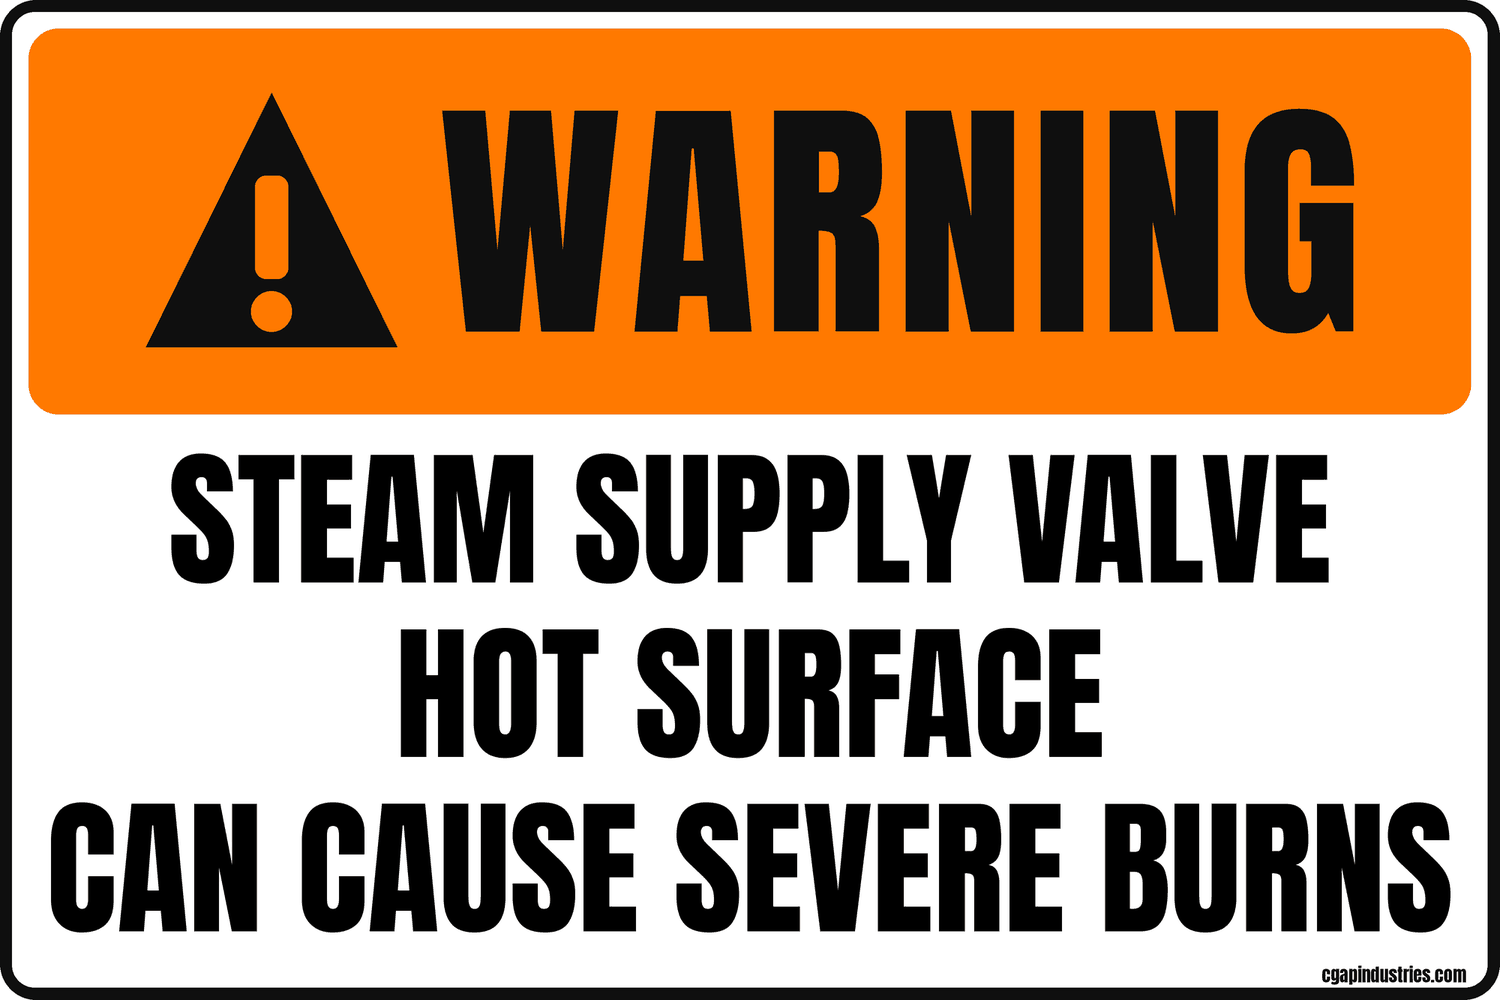 WARNING
STEAM SUPPLY VALVE
HOT SURFACE
CAN CAUSE SEVERE BURNS
cgapindustries.com